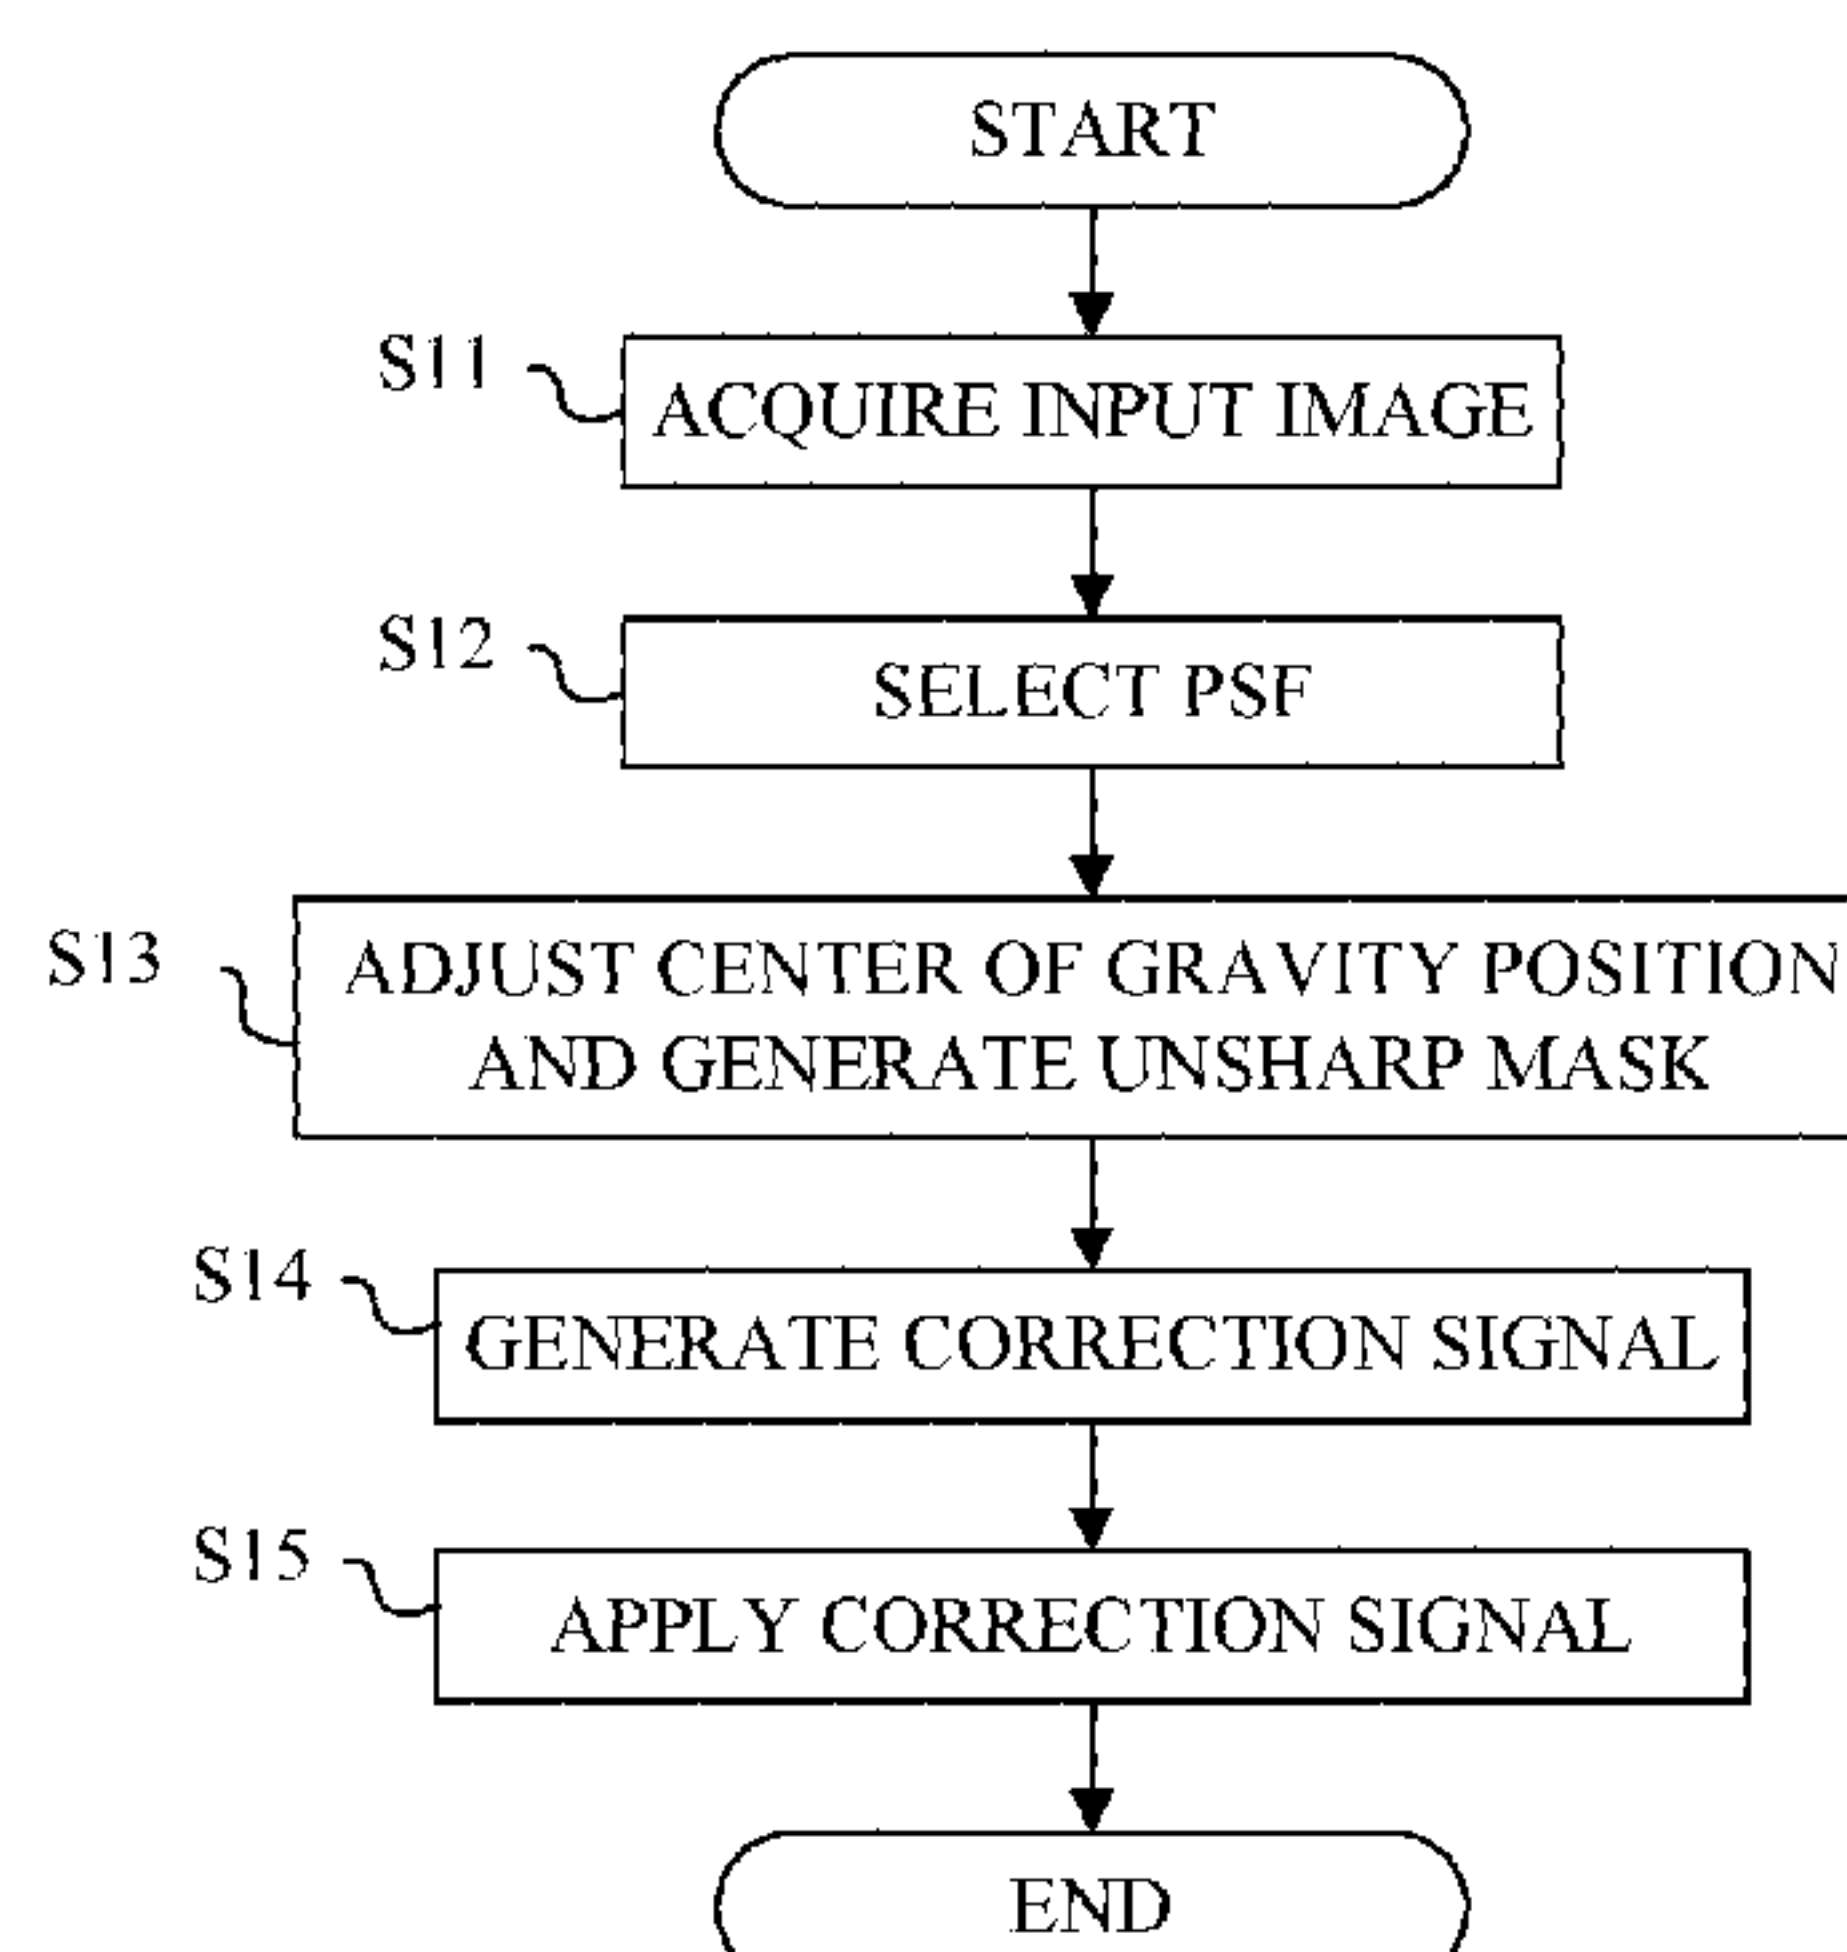 START
S11
ACQUIRE INPUT IMAGE
S12
SELECT PSF
S13
ADJUST CENTER OF GRAVITY POSITION
AND GENERATE UNSHARP MASK
S14
GENERATE CORRECTION SIGNAL
S15
APPLY CORRECTION SIGNAL
END